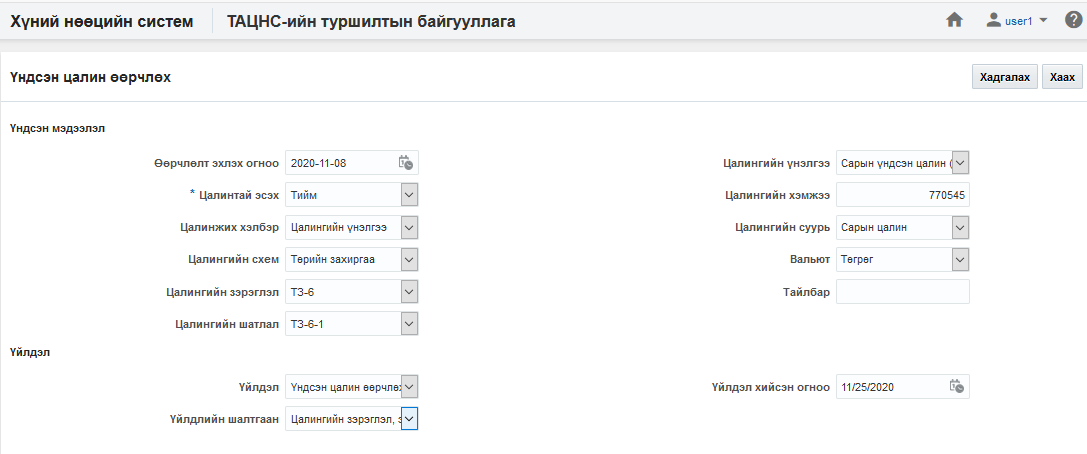 Хүний нөөцийн систем ТАЦНС-ийн туршилтын байгууллага user1
Үндсэн цалин өөрчлөх Хадгалах Хаах
Үндсэн мэдээлэл
Өөрчлөлт эхлэх огноо 2020-11-08 Цалингийн үнэлгээ Сарын үндсэн цалин (
* Цалинтай эсэх Тийм Цалингийн хэмжээ 770545
Цалинжих хэлбэр Цалингийн үнэлгээ Цалингийн суурь Сарын цалин
Цалингийн схем Төрийн захиргаа Вальют Төгрөг
Цалингийн зэрэглэл ТЗ-6 Тайлбар
Цалингийн шатлал ТЗ-6-1
Үйлдэл
Үйлдэл Үндсэн цалин өөрчлөх Үйлдэл хийсэн огноо 11/25/2020
Үйлдлийн шалтгаан Цалингийн зэрэглэл,